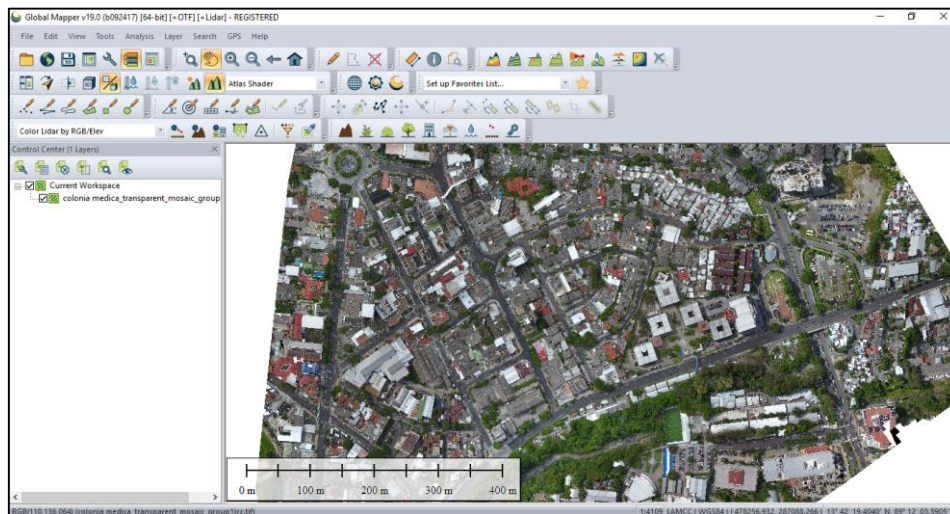 Global Mapper v19.0 (b092417) [64-bit] [+OTF] [+Lidar] - REGISTERED
File Edit View Tools Analysis Layer Search GPS Help
Atlas Shader
Set up Favorites List...
Color Lidar by RGB/Elev
Control Center (1 Layers)
Current Workspace
colonia medica_transparent_mosaic_group
0 m 100 m 200 m 300 m 400 m
RGB(110,136,064) (colonia medica_transparent_mosaic_group1lcc.tif)
1:4109 LAMCC ( WGS84 ) ( 478256.932, 287088.266 ) 13° 42' 19.4040" N, 89° 12' 03.5905"